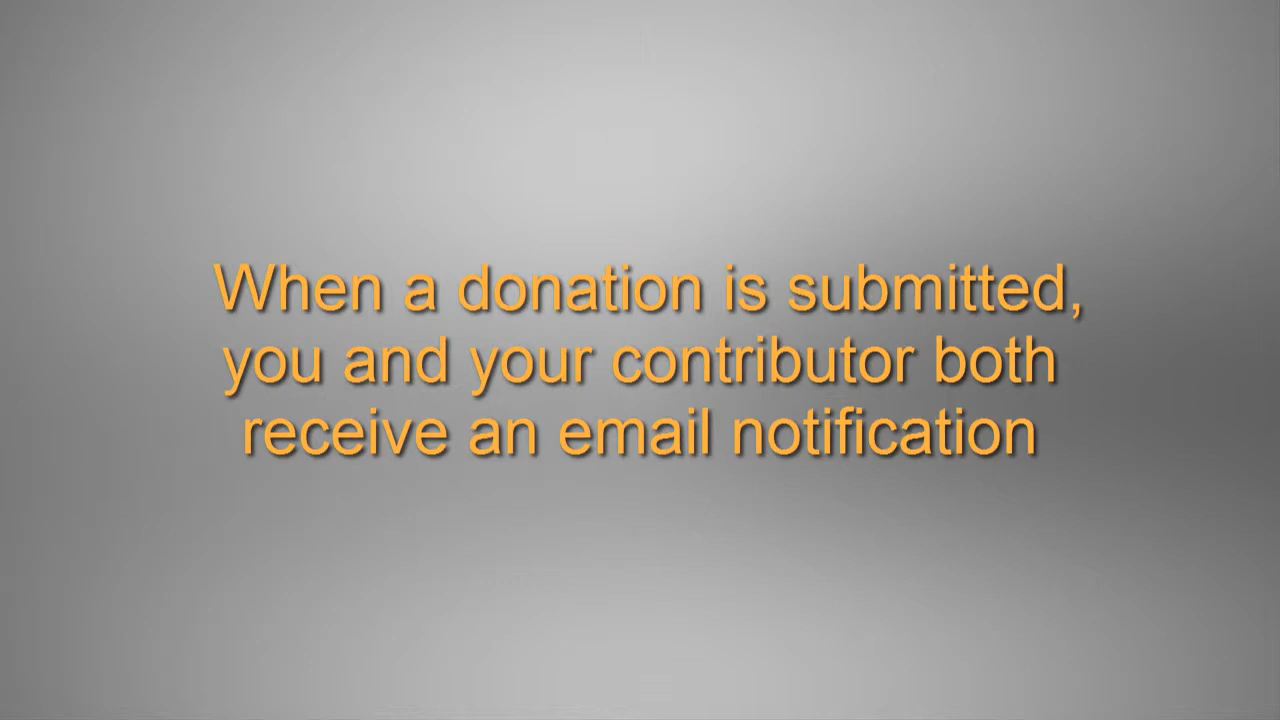 When a donation is submitted,
you and your contributor both
receive an email notification